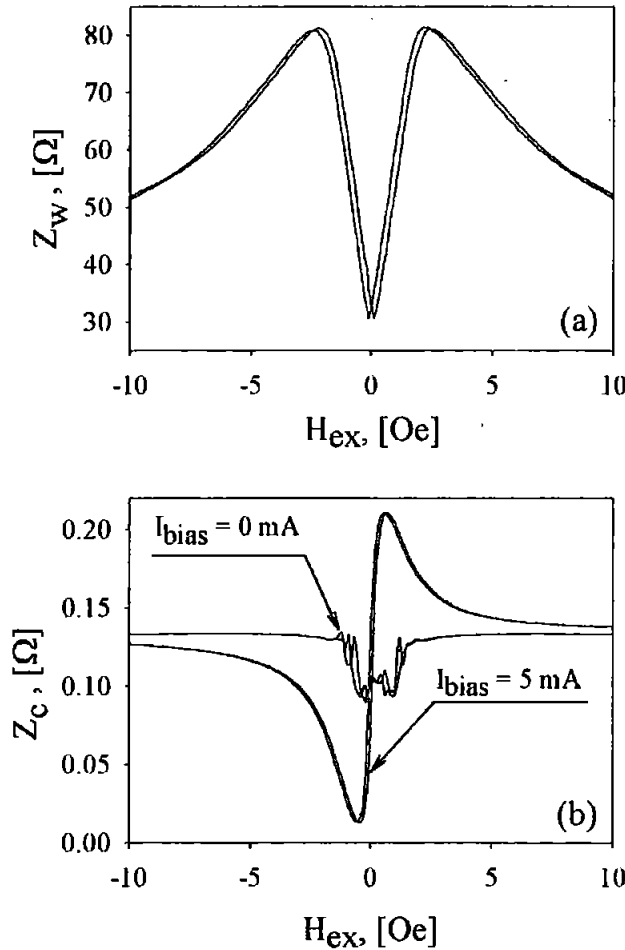 80
70
60
50
40
30
Z_W, [Ω]
(a)
-10 -5 0 5 10
H_EX, [Oe]
0.20
0.15
0.10
0.05
0.00
Z_C, [Ω]
I_bias = 0 mA
I_bias = 5 mA
(b)
-10 -5 0 5 10
H_EX, [Oe]